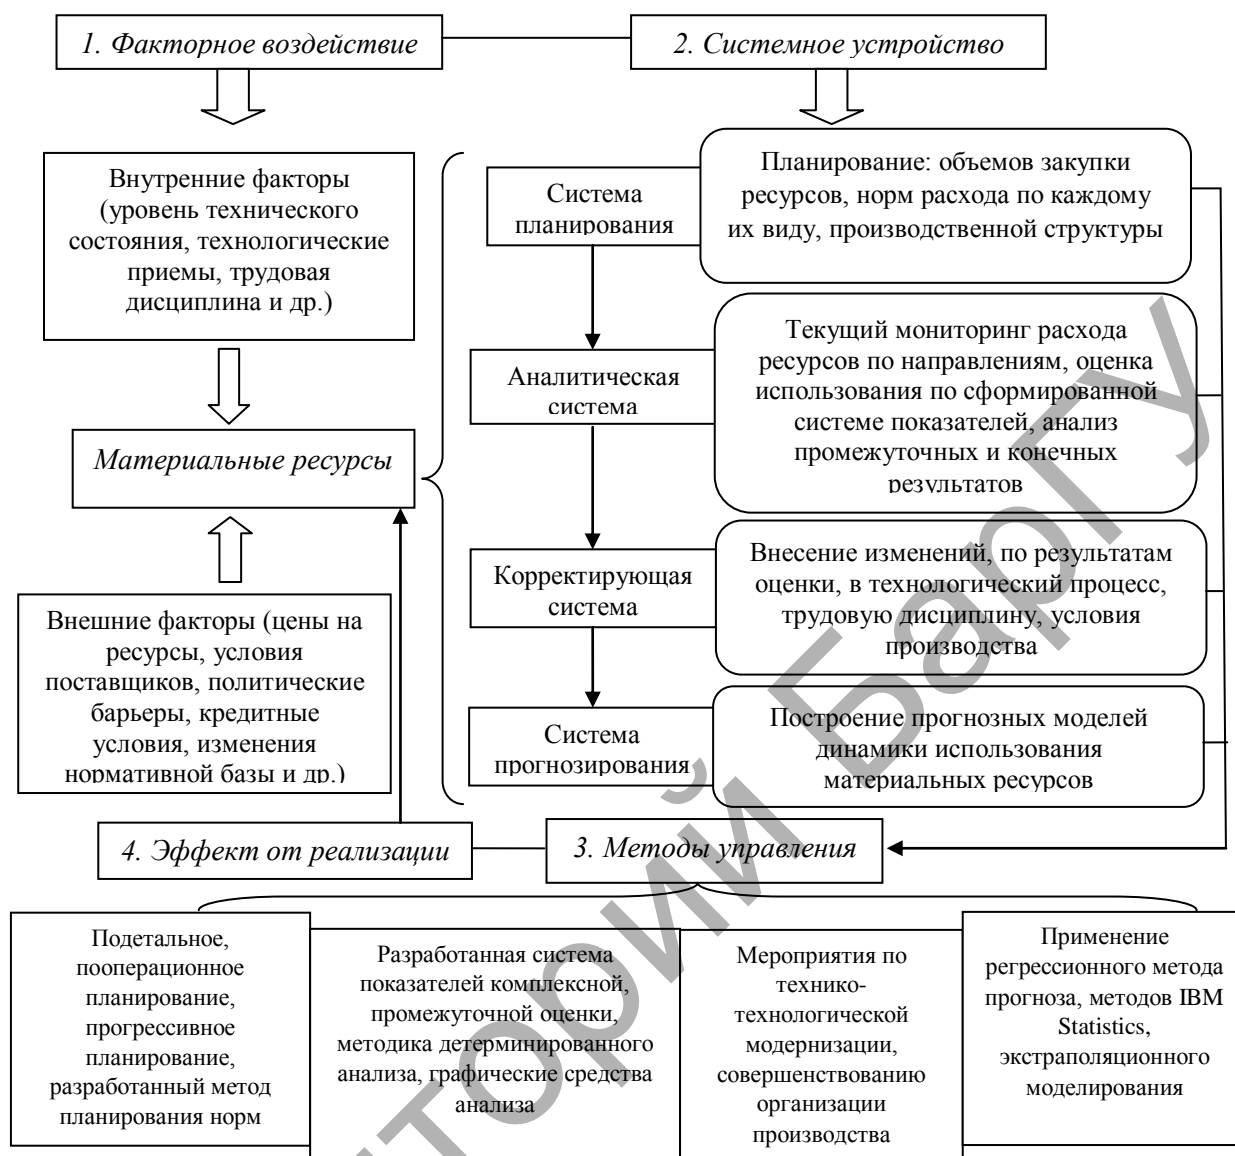 1. Факторное воздействие
2. Системное устройство
Внутренние факторы
(уровень технического
состояния, технологические
приемы, трудовая
дисциплина и др.)
Материальные ресурсы
Внешние факторы (цены на
ресурсы, условия
поставщиков, политические
барьеры, кредитные
условия, изменения
нормативной базы и др.)
Система
планирования
Планирование: объемов закупки
ресурсов, норм расхода по каждому
их виду, производственной структуры
Аналитическая
система
Текущий мониторинг расхода
ресурсов по направлениям, оценка
использования по сформированной
системе показателей, анализ
промежуточных и конечных
результатов
Корректирующая
система
Внесение изменений, по результатам
оценки, в технологический процесс,
трудовую дисциплину, условия
производства
Система
прогнозирования
Построение прогнозных моделей
динамики использования
материальных ресурсов
4. Эффект от реализации
3. Методы управления
Подетальное,
пооперационное
планирование,
прогрессивное
планирование,
разработанный метод
планирования норм
Разработанная система
показателей комплексной,
промежуточной оценки,
методика детерминированного
анализа, графические средства
анализа
Мероприятия по
технико-
технологической
модернизации,
совершенствованию
организации
производства
Применение
регрессионного метода
прогноза, методов IBM
Statistics,
экстраполяционного
моделирования
торий БарГУ